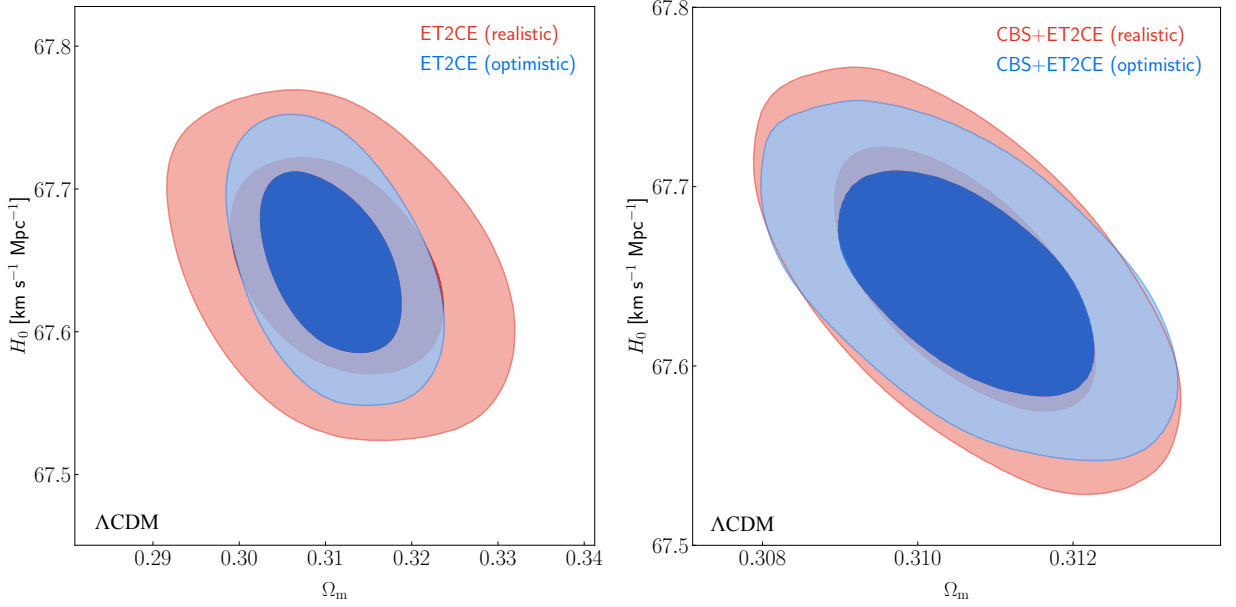 ET2CE (realistic)
ET2CE (optimistic)
67.8
67.7
67.6
67.5
H₀ [km s⁻¹ Mpc⁻¹]
ΛCDM
0.29
0.30
0.31
0.32
0.33
0.34
Ωₘ
CBS+ET2CE (realistic)
CBS+ET2CE (optimistic)
67.8
67.7
67.6
67.5
H₀ [km s⁻¹ Mpc⁻¹]
ΛCDM
0.308
0.310
0.312
Ωₘ